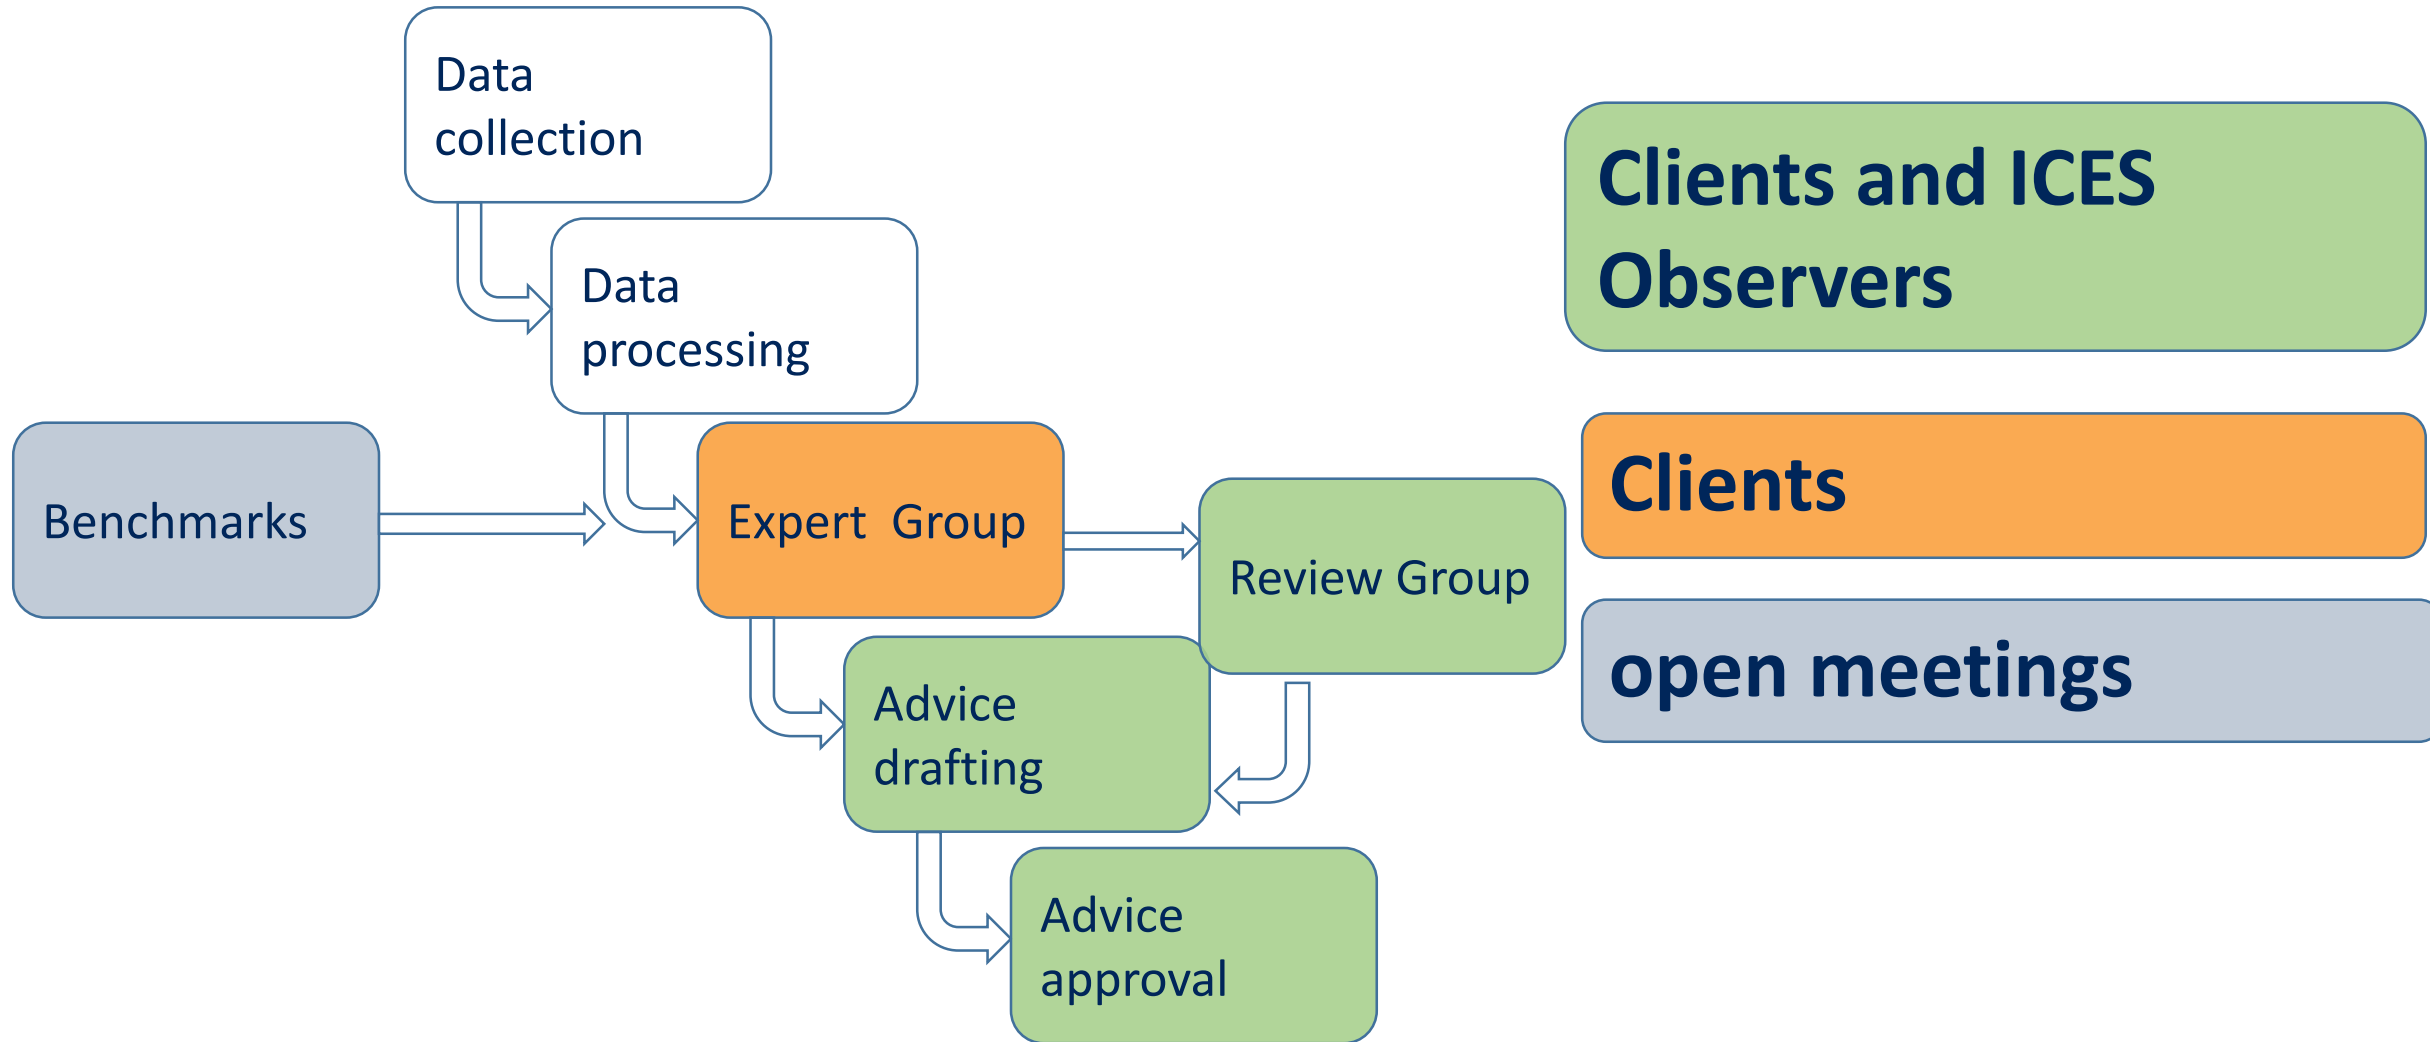 Data
collection
Data
processing
Benchmarks
Expert Group
Review Group
Advice
drafting
Advice
approval
Clients and ICES
Observers
Clients
open meetings